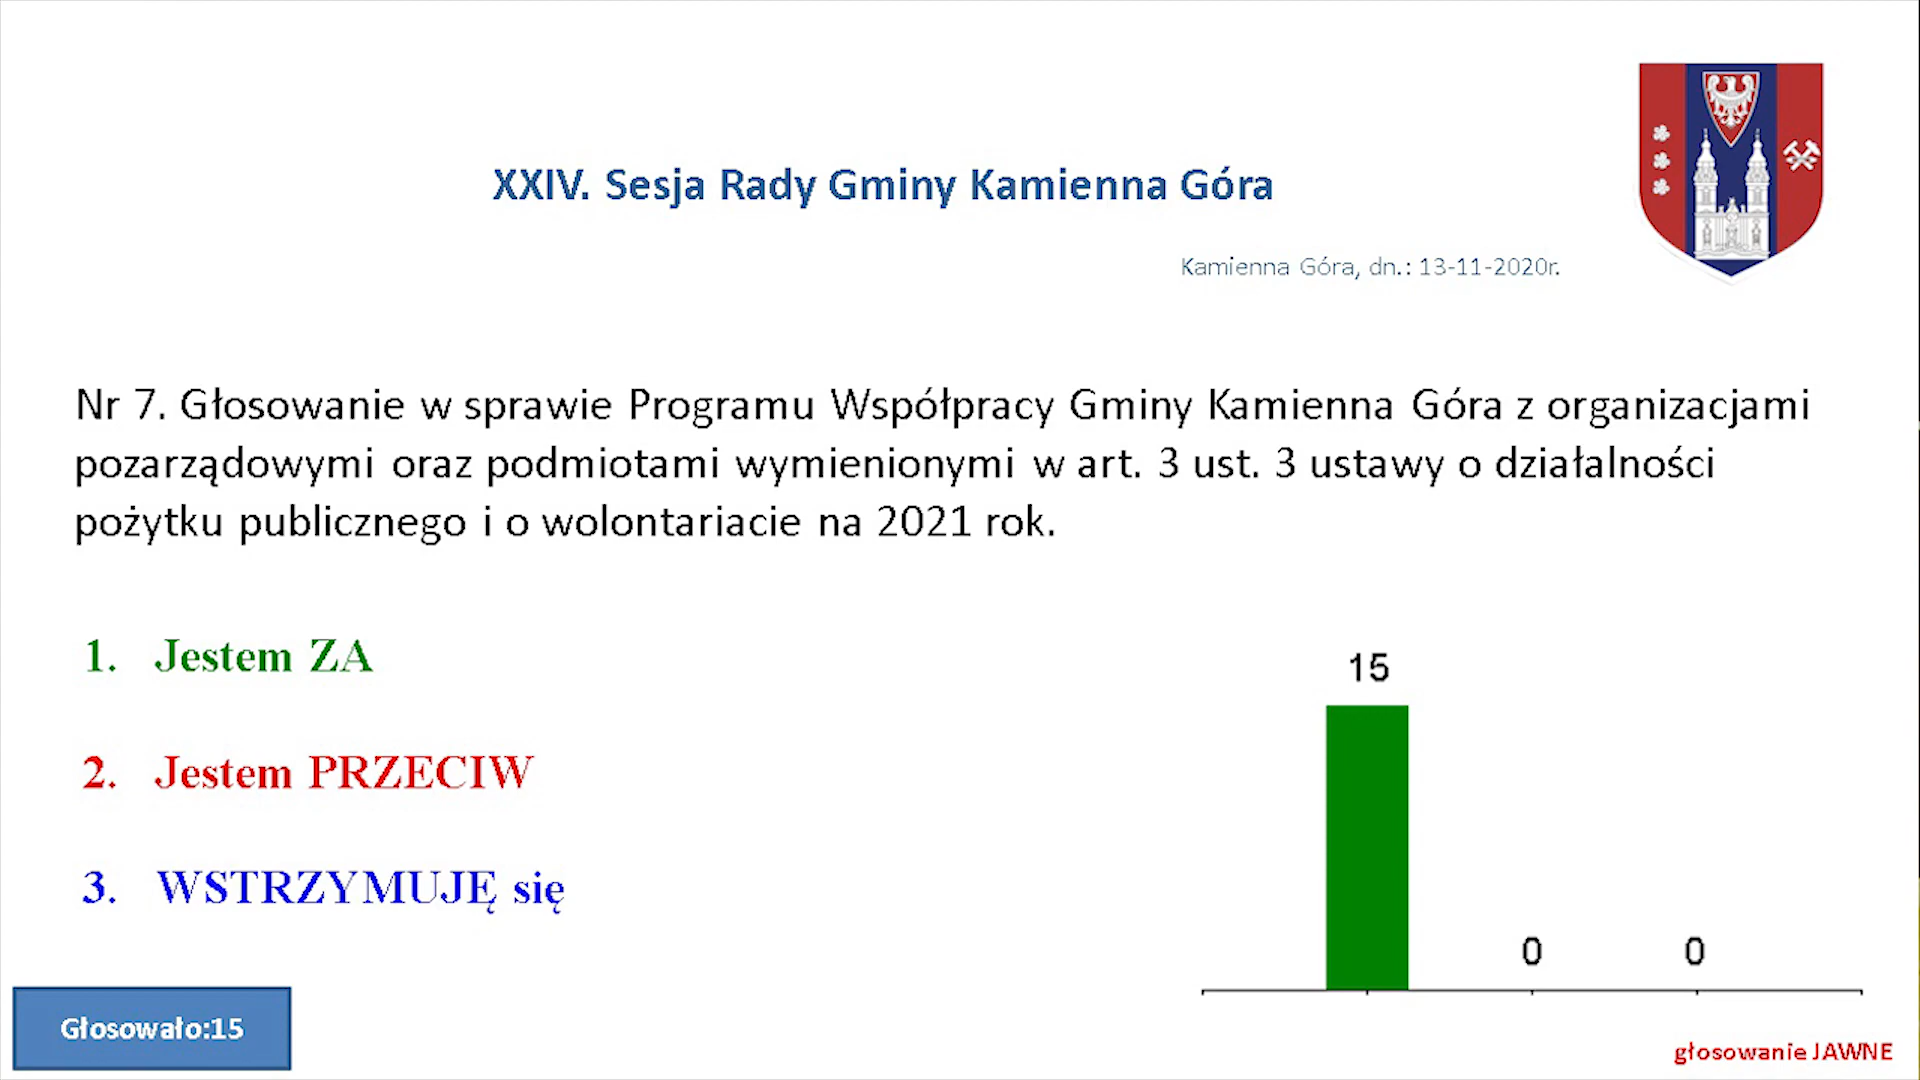 XXIV. Sesja Rady Gminy Kamienna Góra
Kamienna Góra, dn.: 13-11-2020r.
Nr 7. Głosowanie w sprawie Programu Współpracy Gminy Kamienna Góra z organizacjami
pozarządowymi oraz podmiotami wymienionymi w art. 3 ust. 3 ustawy o działalności
pożytku publicznego i o wolontariacie na 2021 rok.
1. Jestem ZA
2. Jestem PRZECIW
3. WSTRZYMUJĘ się
15
0
0
Głosowało:15
głosowanie JAWNE